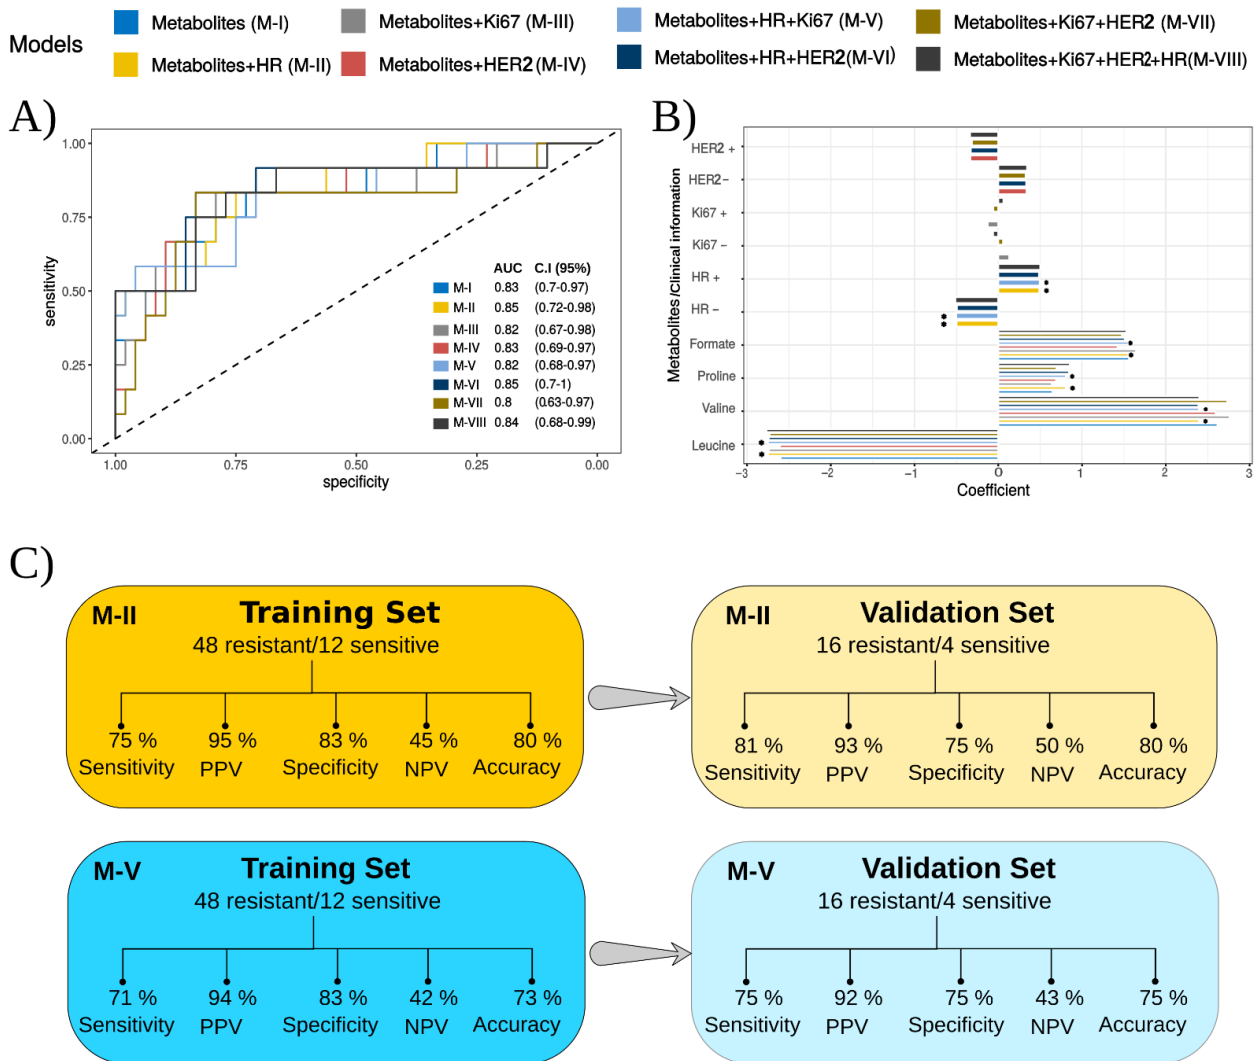 Models
Metabolites (M-I)
Metabolites+Ki67 (M-III)
Metabolites+HR+Ki67 (M-V)
Metabolites+Ki67+HER2 (M-VII)
Metabolites+HR (M-II)
Metabolites+HER2 (M-IV)
Metabolites+HR+HER2(M-VI)
Metabolites+Ki67+HER2+HR(M-VIII)
A)
sensitivity
1.00
0.75
0.50
0.25
0.00
AUC C.I (95%)
M-I 0.83 (0.7-0.97)
M-II 0.85 (0.72-0.98)
M-III 0.82 (0.67-0.98)
M-IV 0.83 (0.69-0.97)
M-V 0.82 (0.68-0.97)
M-VI 0.85 (0.7-1)
M-VII 0.8 (0.63-0.97)
M-VIII 0.84 (0.68-0.99)
1.00 0.75 0.50 0.25 0.00
specificity
B)
Metabolites/Clinical information
HER2 +
HER2 −
Ki67 +
Ki67 −
HR +
HR −
Formate
Proline
Valine
Leucine
−3 −2 −1 0 1 2 3
Coefficient
C)
M-II Training Set
48 resistant/12 sensitive
75 % 95 % 83 % 45 % 80 %
Sensitivity PPV Specificity NPV Accuracy
M-II Validation Set
16 resistant/4 sensitive
81 % 93 % 75 % 50 % 80 %
Sensitivity PPV Specificity NPV Accuracy
M-V Training Set
48 resistant/12 sensitive
71 % 94 % 83 % 42 % 73 %
Sensitivity PPV Specificity NPV Accuracy
M-V Validation Set
16 resistant/4 sensitive
75 % 92 % 75 % 43 % 75 %
Sensitivity PPV Specificity NPV Accuracy